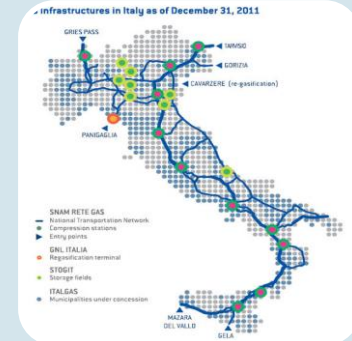 infrastructures in Italy as of December 31, 2011
GRIES PASS
TARVISIO
GORIZIA
CAVARZERE (re-gasification)
PANIGAGLIA
SNAM RETE GAS
National Transportation Network
Compression stations
Entry points
GNL ITALIA
Regasification terminal
STOGIT
Storage fields
ITALGAS
Municipalities under concession
MAZARA
DEL VALLO
GELA